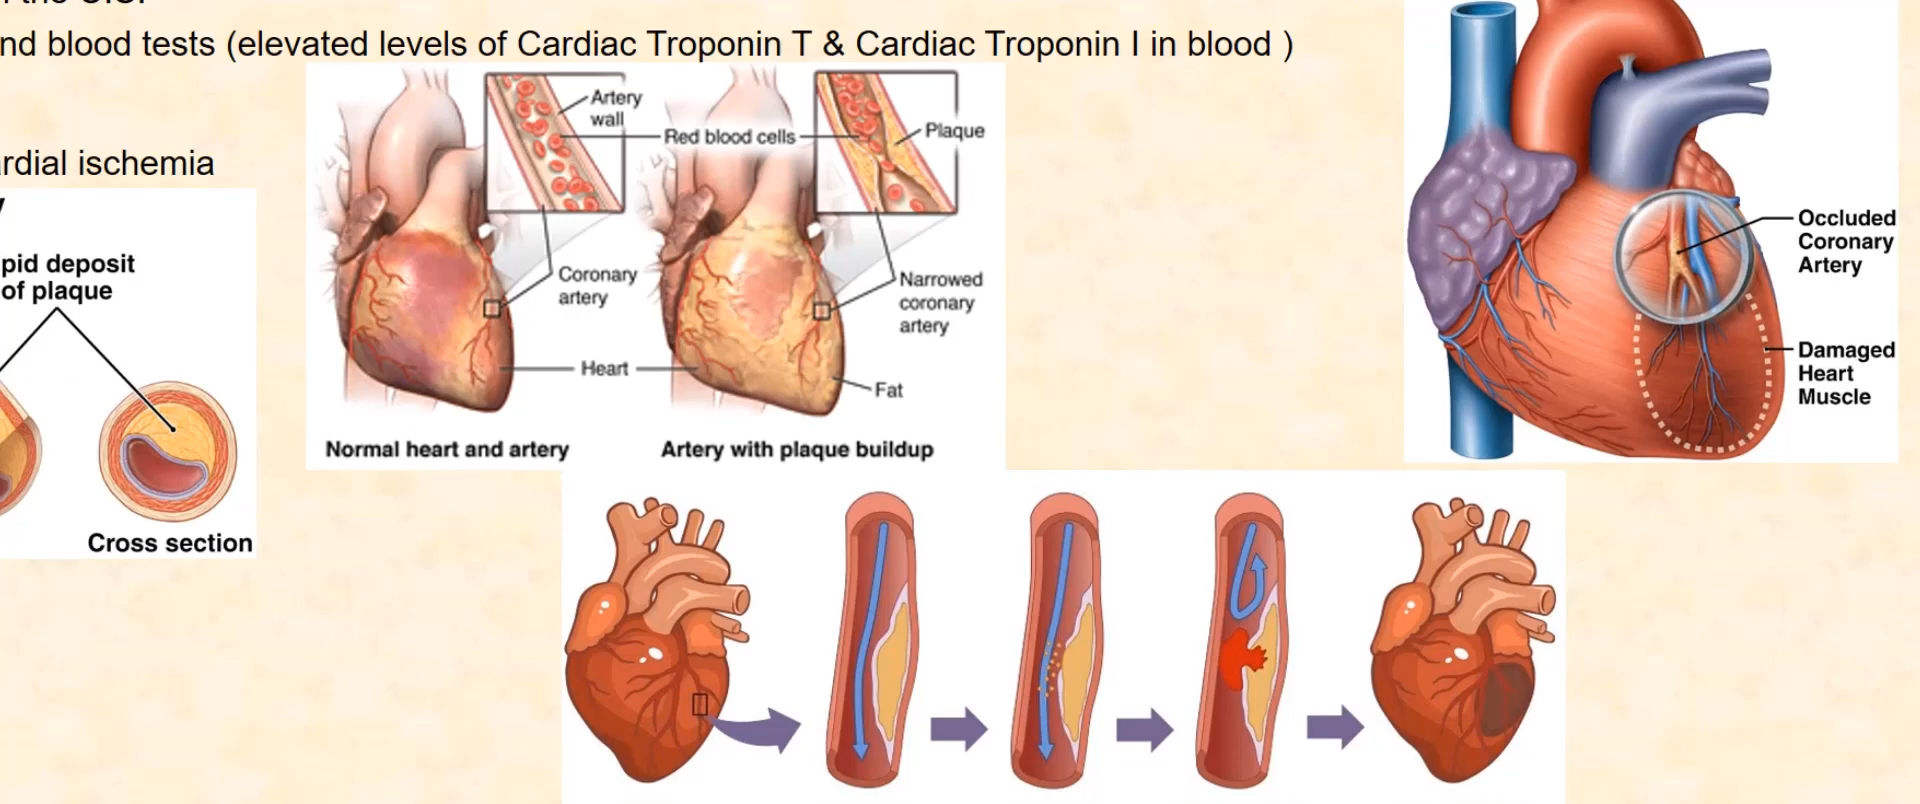 nd blood tests (elevated levels of Cardiac Troponin T & Cardiac Troponin I in blood )
rdial ischemia
pid deposit
of plaque
Cross section
Artery
wall
Red blood cells
Plaque
Coronary
artery
Narrowed
coronary
artery
Heart
Fat
Normal heart and artery
Artery with plaque buildup
Occluded
Coronary
Artery
Damaged
Heart
Muscle